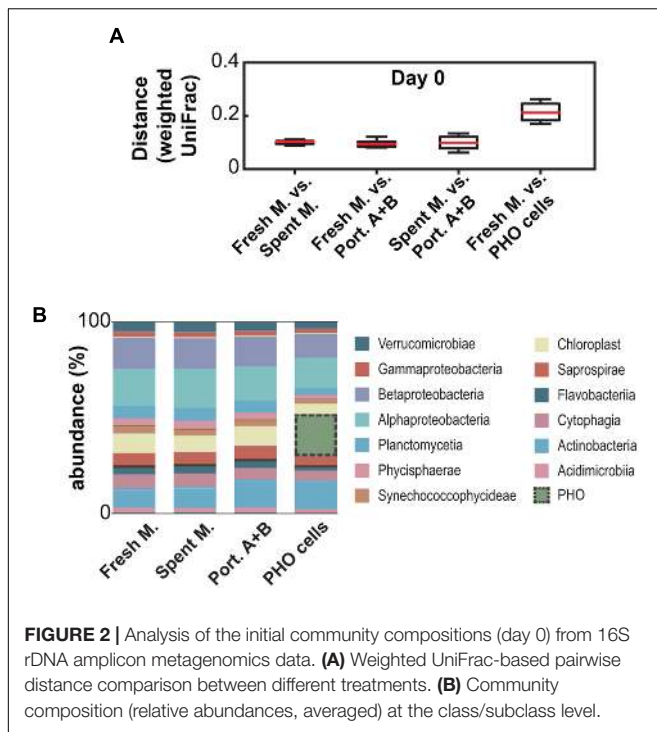 A
0.4
0.2
0
Distance
(weighted
UniFrac)
Day 0
Fresh M. vs.
Spent M.
Fresh M. vs.
Port. A+B
Spent M. vs.
Port. A+B
Fresh M. vs.
PHO cells
B
100
0
abundance (%)
Fresh M.
Spent M.
Port. A+B
PHO cells
Verrucomicrobiae
Gammaproteobacteria
Betaproteobacteria
Alphaproteobacteria
Planctomycetia
Phycisphaerae
Synechococcophycideae
Chloroplast
Saprospirae
Flavobacteriia
Cytophagia
Actinobacteria
Acidimicrobiia
PHO
FIGURE 2 | Analysis of the initial community compositions (day 0) from 16S
rDNA amplicon metagenomics data. (A) Weighted UniFrac-based pairwise
distance comparison between different treatments. (B) Community
composition (relative abundances, averaged) at the class/subclass level.